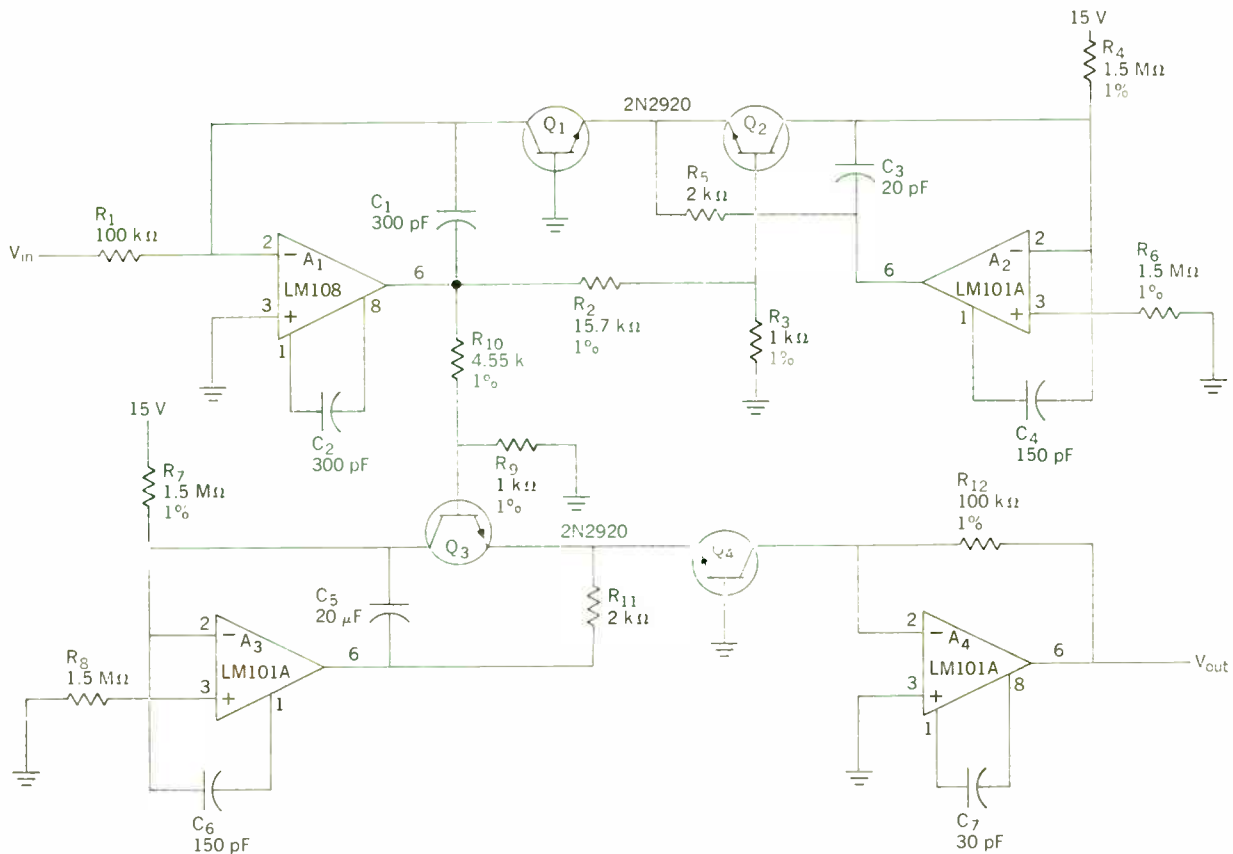 15 V
R4
1.5 MΩ
1%
2N2920
Q1
Q2
R5
2 kΩ
C3
20 pF
C1
300 pF
R1
100 kΩ
Vin
2
−
A1
LM108
3
+
6
8
1
R2
15.7 kΩ
1%
R3
1 kΩ
1%
6
A2
LM101A
−
2
+
3
1
R6
1.5 MΩ
1%
R10
4.55 k
1%
C2
300 pF
C4
150 pF
15 V
R7
1.5 MΩ
1%
R9
1 kΩ
1%
Q3
2N2920
Q4
R12
100 kΩ
1%
C5
20 μF
R11
2 kΩ
2
−
A3
LM101A
3
+
6
1
R8
1.5 MΩ
2
−
A4
LM101A
3
+
6
8
1
Vout
C6
150 pF
C7
30 pF